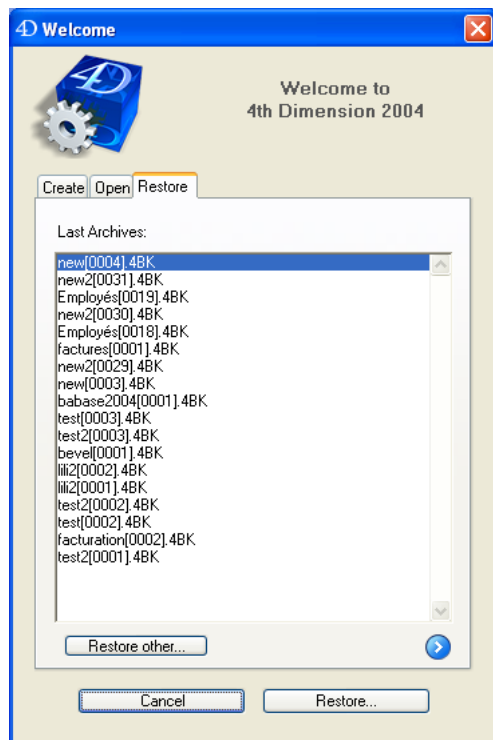 4D Welcome
4D
Welcome to
4th Dimension 2004
Create Open Restore
Last Archives:
new[0004].4BK
new2[0031].4BK
Employés[0019].4BK
new2[0030].4BK
Employés[0018].4BK
factures[0001].4BK
new2[0029].4BK
new[0003].4BK
babase2004[0001].4BK
test[0003].4BK
test2[0003].4BK
bevel[0001].4BK
lili2[0002].4BK
lili2[0001].4BK
test2[0002].4BK
test[0002].4BK
facturation[0002].4BK
test2[0001].4BK
Restore other...
Cancel Restore...